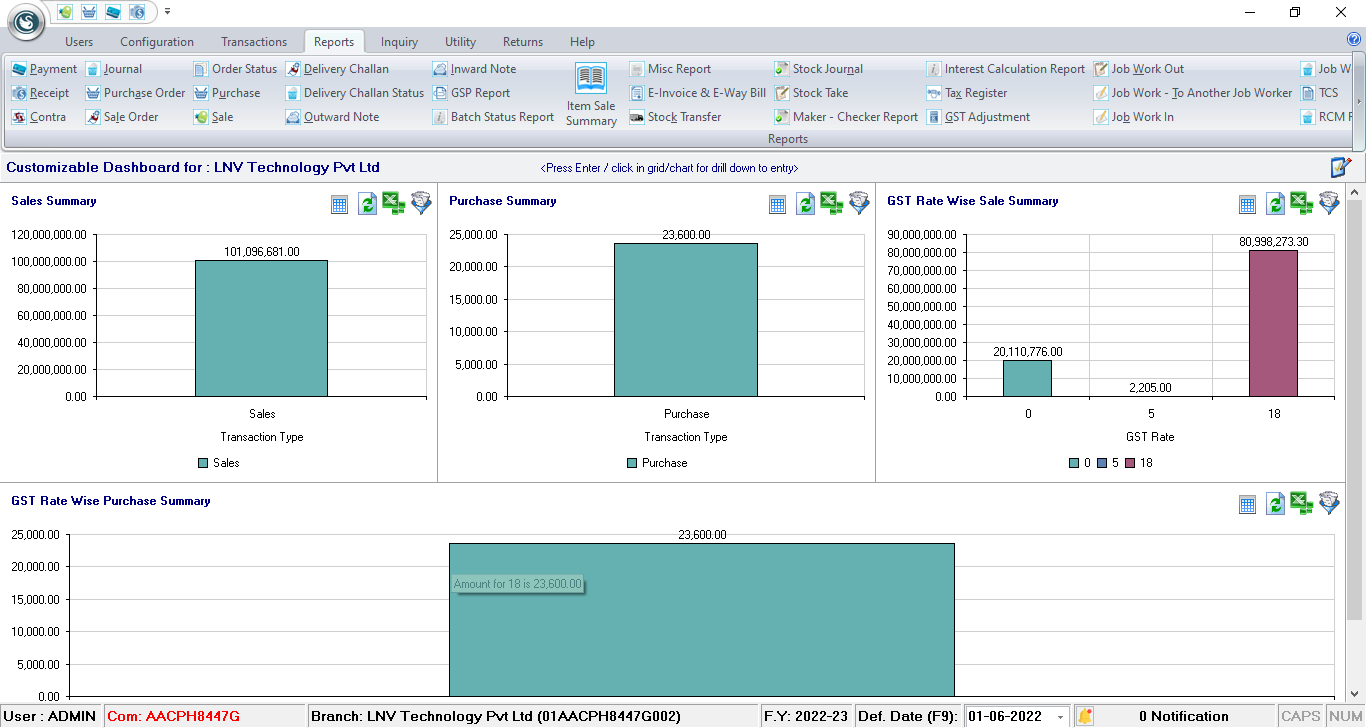 Users Configuration Transactions Reports Inquiry Utility Returns Help
Payment Journal Order Status Delivery Challan Inward Note Misc Report Stock Journal Interest Calculation Report Job Work Out Job W
Receipt Purchase Order Purchase Delivery Challan Status GSP Report E-Invoice & E-Way Bill Stock Take Tax Register Job Work - To Another Job Worker TCS
Contra Sale Order Sale Outward Note Batch Status Report Item Sale Summary Stock Transfer Maker - Checker Report GST Adjustment Job Work In RCM R
Reports
Customizable Dashboard for : LNV Technology Pvt Ltd <Press Enter / click in grid/chart for drill down to entry>
Sales Summary
120,000,000.00
100,000,000.00
80,000,000.00
60,000,000.00
40,000,000.00
20,000,000.00
0.00
101,096,681.00
Sales
Transaction Type
Sales
Purchase Summary
25,000.00
20,000.00
15,000.00
10,000.00
5,000.00
0.00
23,600.00
Purchase
Transaction Type
Purchase
GST Rate Wise Sale Summary
90,000,000.00
80,000,000.00
70,000,000.00
60,000,000.00
50,000,000.00
40,000,000.00
30,000,000.00
20,000,000.00
10,000,000.00
0.00
20,110,776.00
2,205.00
80,998,273.30
0 5 18
GST Rate
0 5 18
GST Rate Wise Purchase Summary
25,000.00
20,000.00
15,000.00
10,000.00
5,000.00
0.00
23,600.00
Amount for 18 is 23,600.00
User : ADMIN Com: AACPH8447G Branch: LNV Technology Pvt Ltd (01AACPH8447G002) F.Y: 2022-23 Def. Date (F9): 01-06-2022 0 Notification CAPS NUM